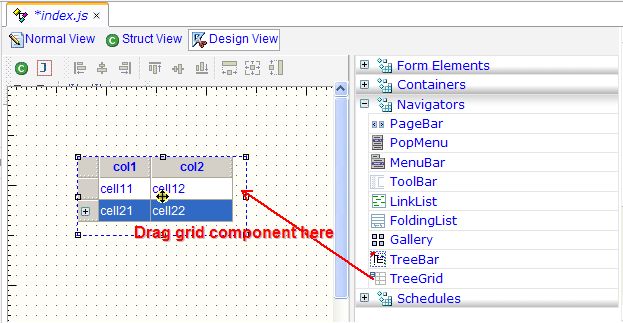 *index.js
Normal View Struct View Design View
C J
Form Elements
Containers
Navigators
PageBar
PopMenu
MenuBar
ToolBar
LinkList
FoldingList
Gallery
TreeBar
TreeGrid
Schedules
col1 col2
cell11 cell12
cell21 cell22
Drag grid component here